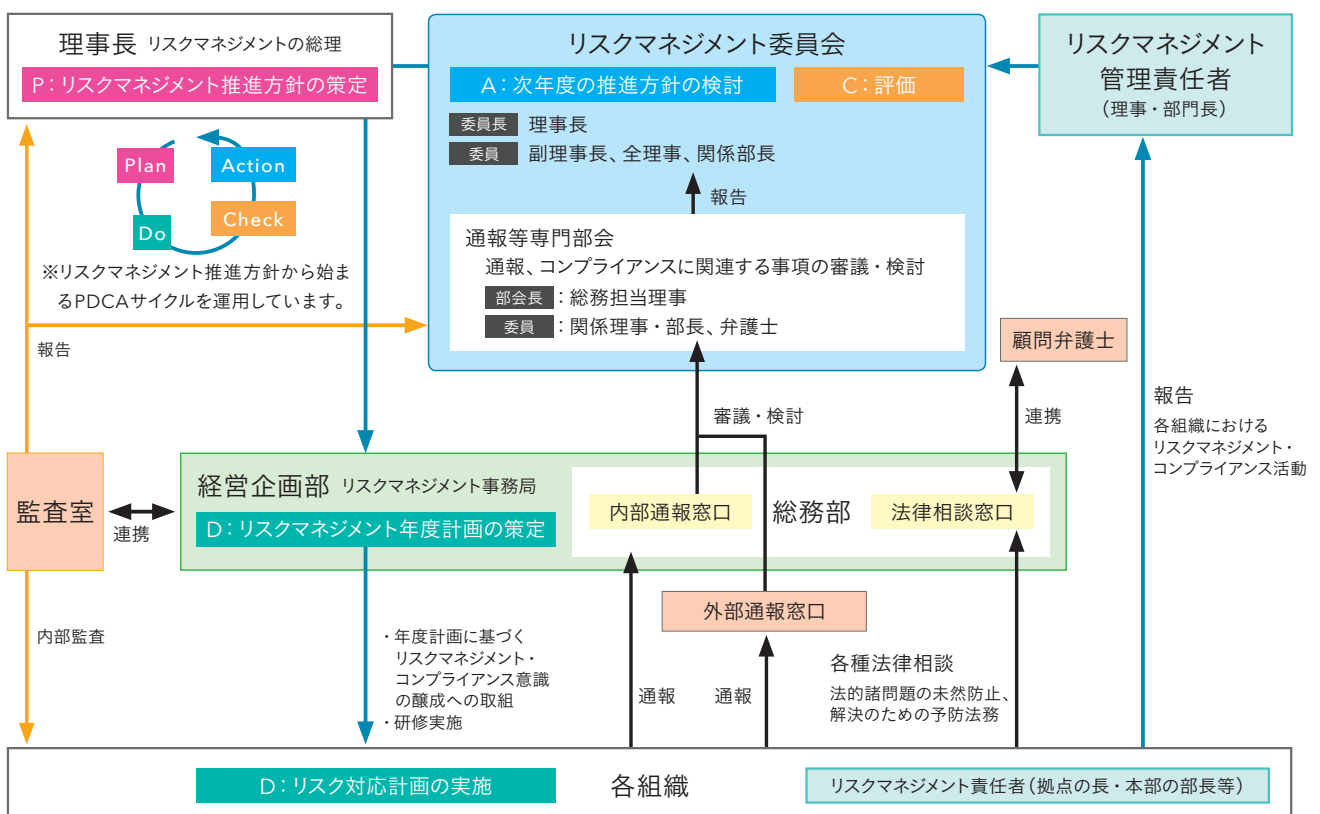 理事長 リスクマネジメントの総理
P：リスクマネジメント推進方針の策定
Plan
Action
Do
Check
※リスクマネジメント推進方針から始ま
るPDCAサイクルを運用しています。
リスクマネジメント委員会
A：次年度の推進方針の検討
C：評価
委員長 理事長
委員 副理事長、全理事、関係部長
報告
通報等専門部会
通報、コンプライアンスに関連する事項の審議・検討
部会長：総務担当理事
委員：関係理事・部長、弁護士
リスクマネジメント
管理責任者
（理事・部門長）
報告
審議・検討
顧問弁護士
連携
報告
各組織における
リスクマネジメント・
コンプライアンス活動
監査室
連携
経営企画部 リスクマネジメント事務局
D：リスクマネジメント年度計画の策定
内部通報窓口
総務部
法律相談窓口
外部通報窓口
内部監査
・年度計画に基づく
リスクマネジメント・
コンプライアンス意識
の醸成への取組
・研修実施
通報
通報
各種法律相談
法的諸問題の未然防止、
解決のための予防法務
D：リスク対応計画の実施
各組織
リスクマネジメント責任者（拠点の長・本部の部長等）